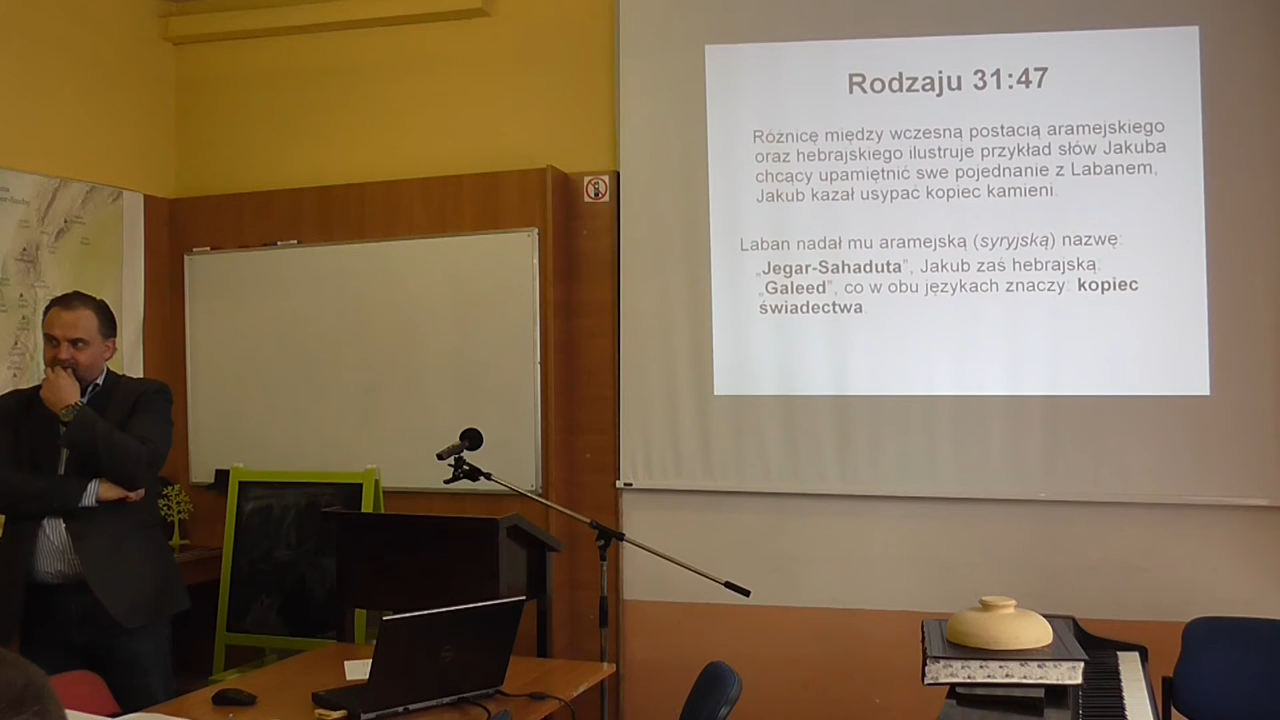 Rodzaju 31:47
Różnicę między wczesną postacią aramejskiego
oraz hebrajskiego ilustruje przykład słów Jakuba
chcący upamiętnić swe pojednanie z Labanem,
Jakub kazał usypać kopiec kamieni.
Laban nadał mu aramejską (syryjską) nazwę:
„Jegar-Sahaduta”, Jakub zaś hebrajską:
„Galeed”, co w obu językach znaczy: kopiec
świadectwa.